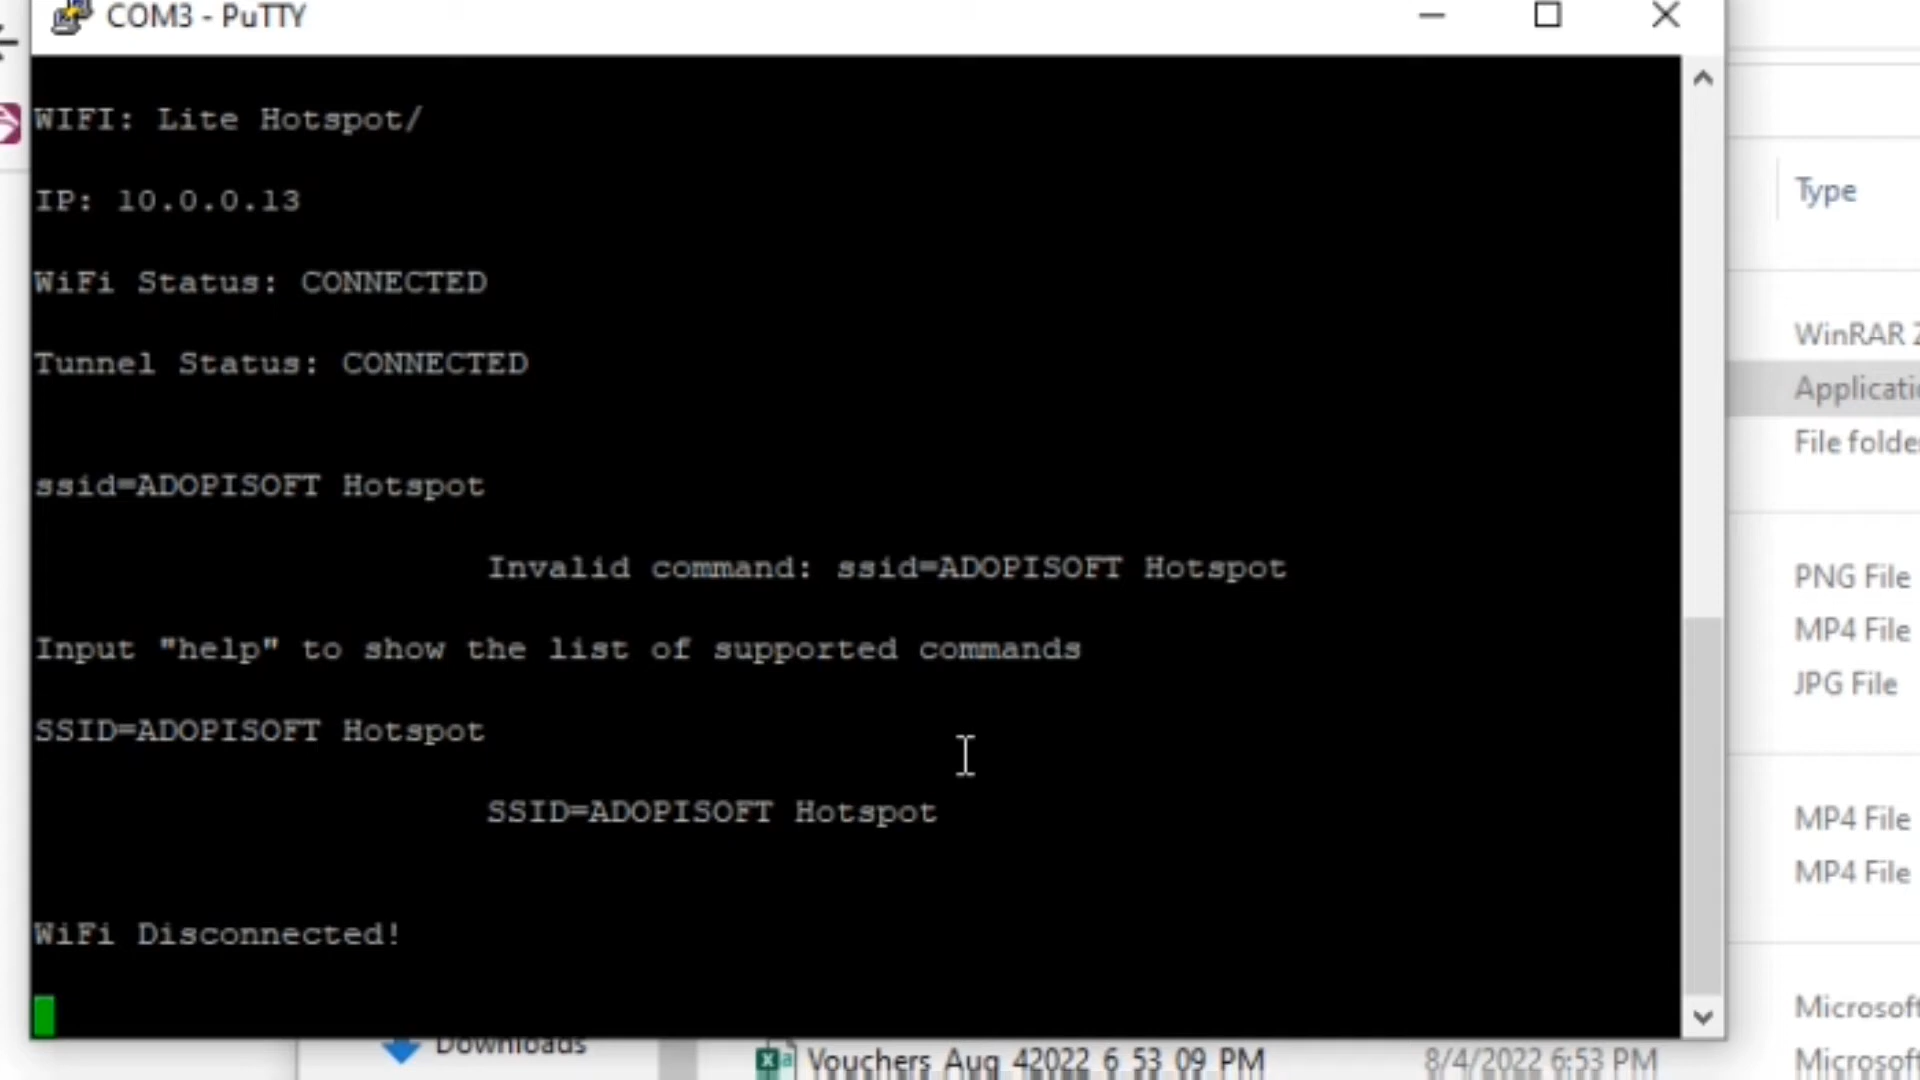 COM3 - PuTTY
WIFI: Lite Hotspot/
IP: 10.0.0.13
WiFi Status: CONNECTED
Tunnel Status: CONNECTED
ssid=ADOPISOFT Hotspot
Invalid command: ssid=ADOPISOFT Hotspot
Input "help" to show the list of supported commands
SSID=ADOPISOFT Hotspot
SSID=ADOPISOFT Hotspot
WiFi Disconnected!
Type
WinRAR
Applicati
File folde
PNG File
MP4 File
JPG File
MP4 File
MP4 File
Microsoft
Downloads
Vouchers Aug 42022 6 53 09 PM 8/4/2022 6:53 PM Microsoft